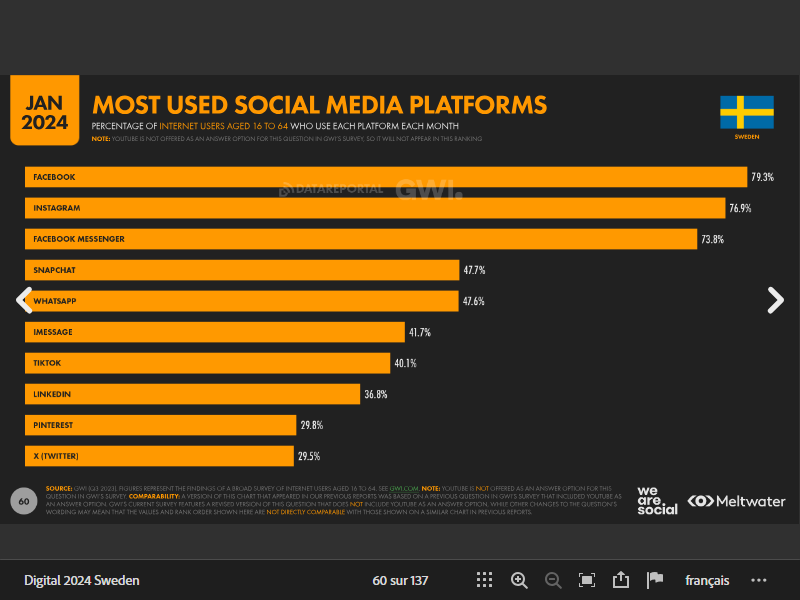 JAN
2024
MOST USED SOCIAL MEDIA PLATFORMS
PERCENTAGE OF INTERNET USERS AGED 16 TO 64 WHO USE EACH PLATFORM EACH MONTH
NOTE: YOUTUBE IS NOT OFFERED AS AN ANSWER OPTION FOR THIS QUESTION IN GWI'S SURVEY, SO IT WILL NOT APPEAR IN THIS RANKING
SWEDEN
FACEBOOK 79.3%
DATAREPORTAL GWI.
INSTAGRAM 76.9%
FACEBOOK MESSENGER 73.8%
SNAPCHAT 47.7%
WHATSAPP 47.6%
IMESSAGE 41.7%
TIKTOK 40.1%
LINKEDIN 36.8%
PINTEREST 29.8%
X (TWITTER) 29.5%
60
SOURCE: GWI (Q3 2023). FIGURES REPRESENT THE FINDINGS OF A BROAD SURVEY OF INTERNET USERS AGED 16 TO 64. SEE GWI.COM. NOTE: YOUTUBE IS NOT OFFERED AS AN ANSWER OPTION FOR THIS
QUESTION IN GWI'S SURVEY. COMPARABILITY: A VERSION OF THIS CHART THAT APPEARED IN OUR PREVIOUS REPORTS WAS BASED ON A PREVIOUS QUESTION IN GWI'S SURVEY THAT INCLUDED YOUTUBE AS
AN ANSWER OPTION. GWI'S CURRENT SURVEY FEATURES A REVISED VERSION OF THIS QUESTION THAT DOES NOT INCLUDE YOUTUBE AS AN ANSWER OPTION, WHILE OTHER CHANGES TO THE QUESTION'S
WORDING MAY MEAN THAT THE VALUES AND RANK ORDER SHOWN HERE ARE NOT DIRECTLY COMPARABLE WITH THOSE SHOWN ON A SIMILAR CHART IN PREVIOUS REPORTS.
we
are.
social
Meltwater
Digital 2024 Sweden
60 sur 137
français